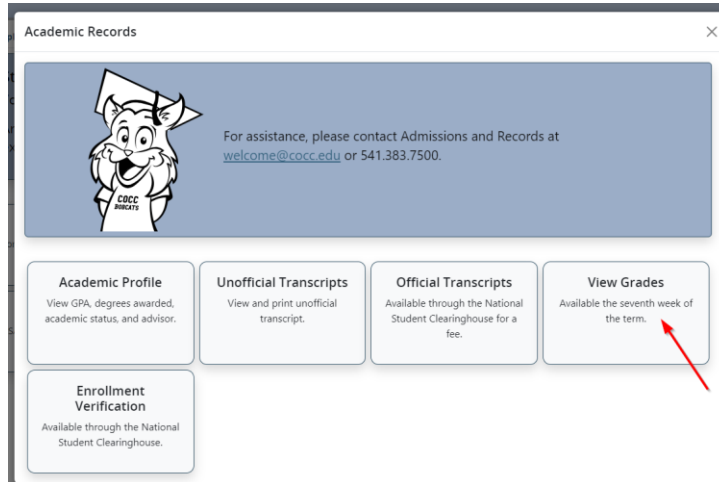 Academic Records
For assistance, please contact Admissions and Records at
welcome@cocc.edu or 541.383.7500.
COCC
BOBCATS
Academic Profile
View GPA, degrees awarded,
academic status, and advisor.
Unofficial Transcripts
View and print unofficial
transcript.
Official Transcripts
Available through the National
Student Clearinghouse for a
fee.
View Grades
Available the seventh week of
the term.
Enrollment
Verification
Available through the National
Student Clearinghouse.